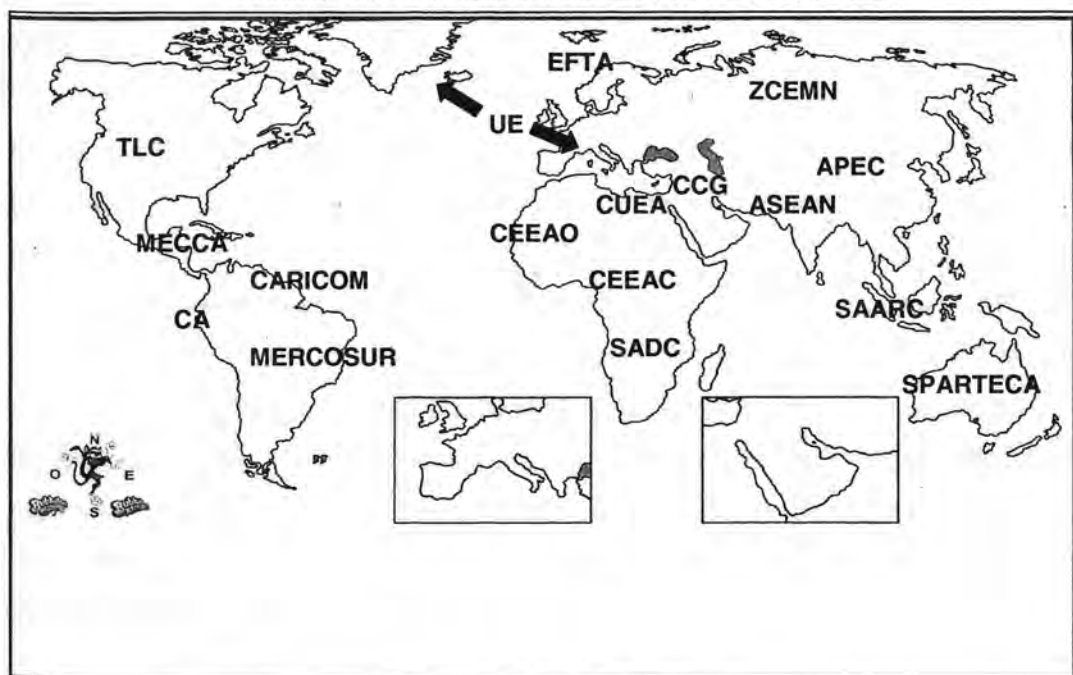 EFTA
ZCEMN
UE
TLC
APEC
CCG
CUEA
ASEAN
MECCA
CEEAO
CARICOM
CEEAC
CA
SAARC
MERCOSUR
SADC
SPARTECA
N
O
E
S